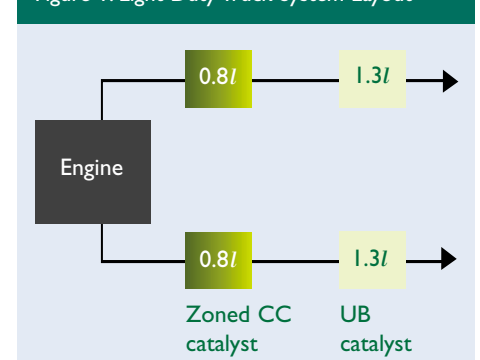 0.8l 1.3l
Engine
0.8l 1.3l
Zoned CC UB
catalyst catalyst